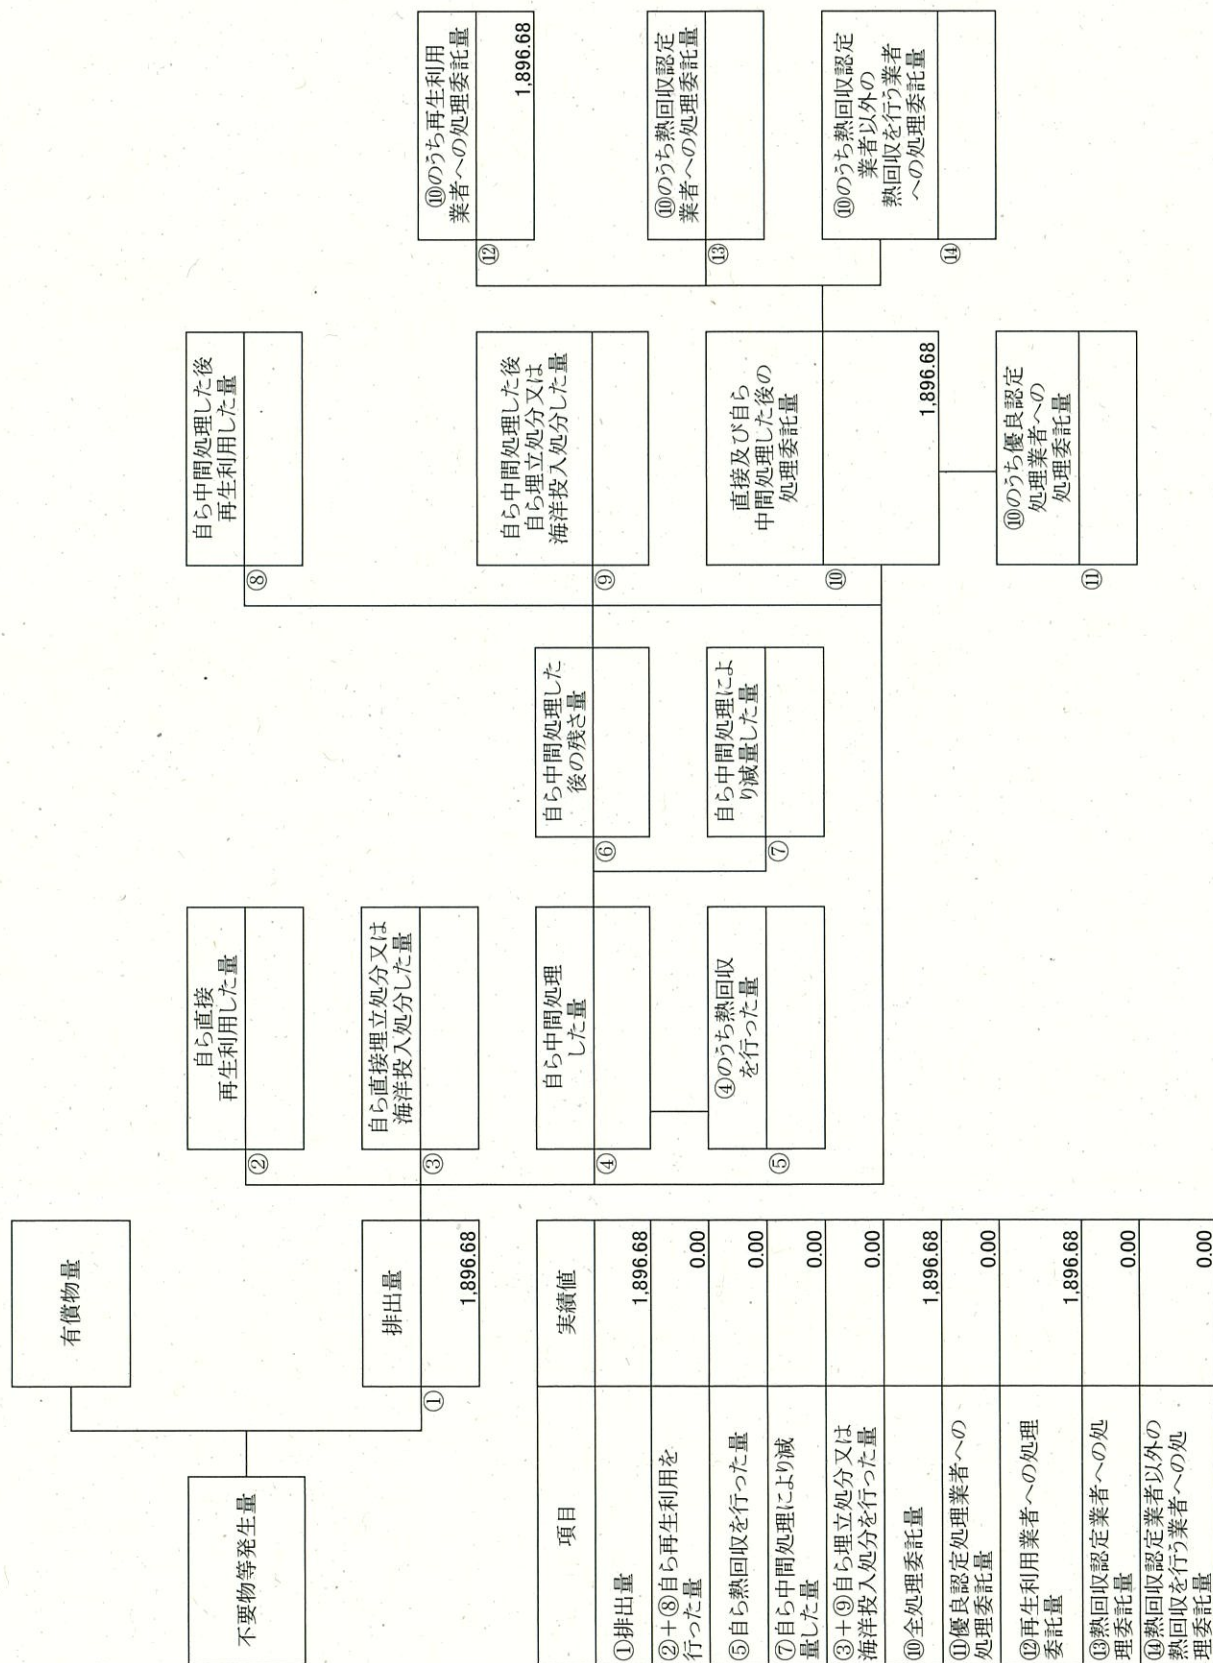 不要物等発生量
有償物量
①
排出量
1,896.68
②
自ら直接
再生利用した量
③
自ら直接埋立処分又は
海洋投入処分した量
④
自ら中間処理
した量
⑤
④のうち熱回収
を行った量
⑥
自ら中間処理した
後の残さ量
⑦
自ら中間処理によ
り減量した量
⑧
自ら中間処理した後
再生利用した量
⑨
自ら中間処理した後
自ら埋立処分又は
海洋投入処分した量
⑩
直接及び自ら
中間処理した後の
処理委託量
1,896.68
⑪
⑩のうち優良認定
処理業者への
処理委託量
⑫
⑩のうち再生利用
業者への処理委託量
1,896.68
⑬
⑩のうち熱回収認定
業者への処理委託量
⑭
⑩のうち熱回収認定
業者以外の
熱回収を行う業者
への処理委託量
項目
実績値
①排出量
1,896.68
②+⑧自ら再生利用を
行った量
0.00
⑤自ら熱回収を行った量
0.00
⑦自ら中間処理により減
量した量
0.00
③+⑨自ら埋立処分又は
海洋投入処分を行った量
0.00
⑩全処理委託量
1,896.68
⑪優良認定処理業者への
処理委託量
0.00
⑫再生利用業者への処理
委託量
1,896.68
⑬熱回収認定業者への処
理委託量
0.00
⑭熱回収認定業者以外の
熱回収を行う業者への処
理委託量
0.00